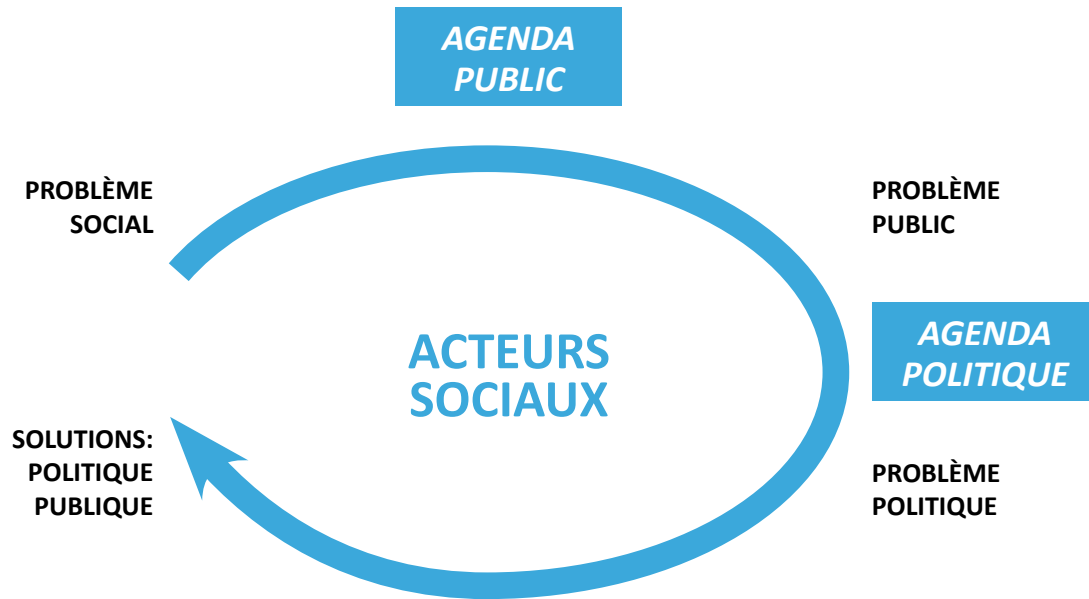 AGENDA
PUBLIC
PROBLÈME
SOCIAL
PROBLÈME
PUBLIC
ACTEURS
SOCIAUX
AGENDA
POLITIQUE
SOLUTIONS:
POLITIQUE
PUBLIQUE
PROBLÈME
POLITIQUE